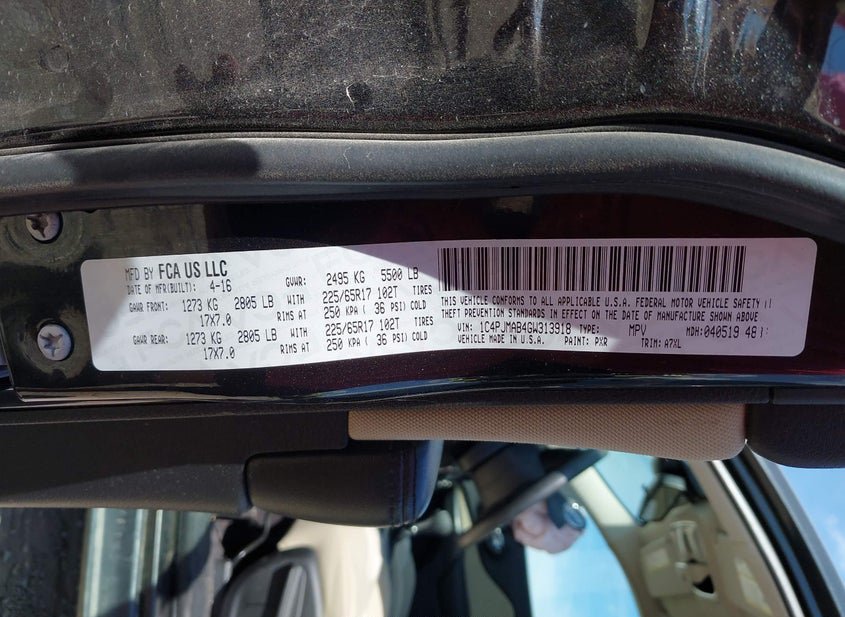 MFD BY FCA US LLC
DATE OF MFR(BUILT): 4-16 GVWR: 2495 KG 5500 LB
GAWR FRONT: 1273 KG 2805 LB WITH 225/65R17 102T TIRES
17X7.0 RIMS AT 250 KPA ( 36 PSI) COLD
GAWR REAR: 1273 KG 2805 LB WITH 225/65R17 102T TIRES
17X7.0 RIMS AT 250 KPA ( 36 PSI) COLD
THIS VEHICLE CONFORMS TO ALL APPLICABLE U.S.A. FEDERAL MOTOR VEHICLE SAFETY
THEFT PREVENTION STANDARDS IN EFFECT ON THE DATE OF MANUFACTURE SHOWN ABOVE
VIN: 1C4PJMAB4GW313918 TYPE: MPV MDH: 040519 48
VEHICLE MADE IN U.S.A. PAINT: PXR TRIM: A7XL